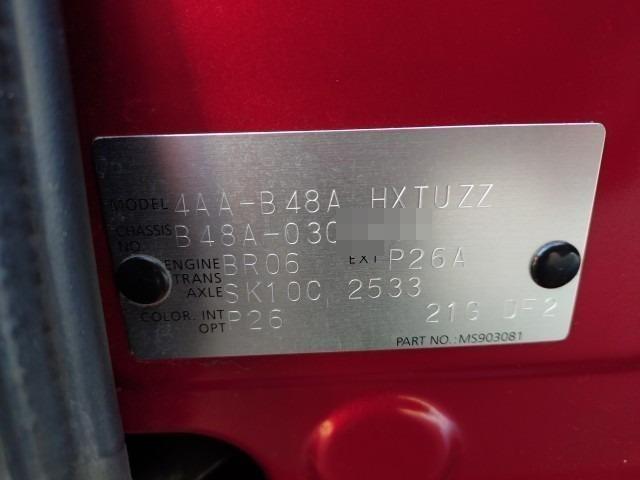 MODEL 4AA-B48A HXTUZZ
CHASSIS NO. B48A-030
ENGINE BR06 EXT P26A
TRANS AXLE SK10C, 2533
COLOR. INT OPT P26 21G JF2
PART NO.: MS903081